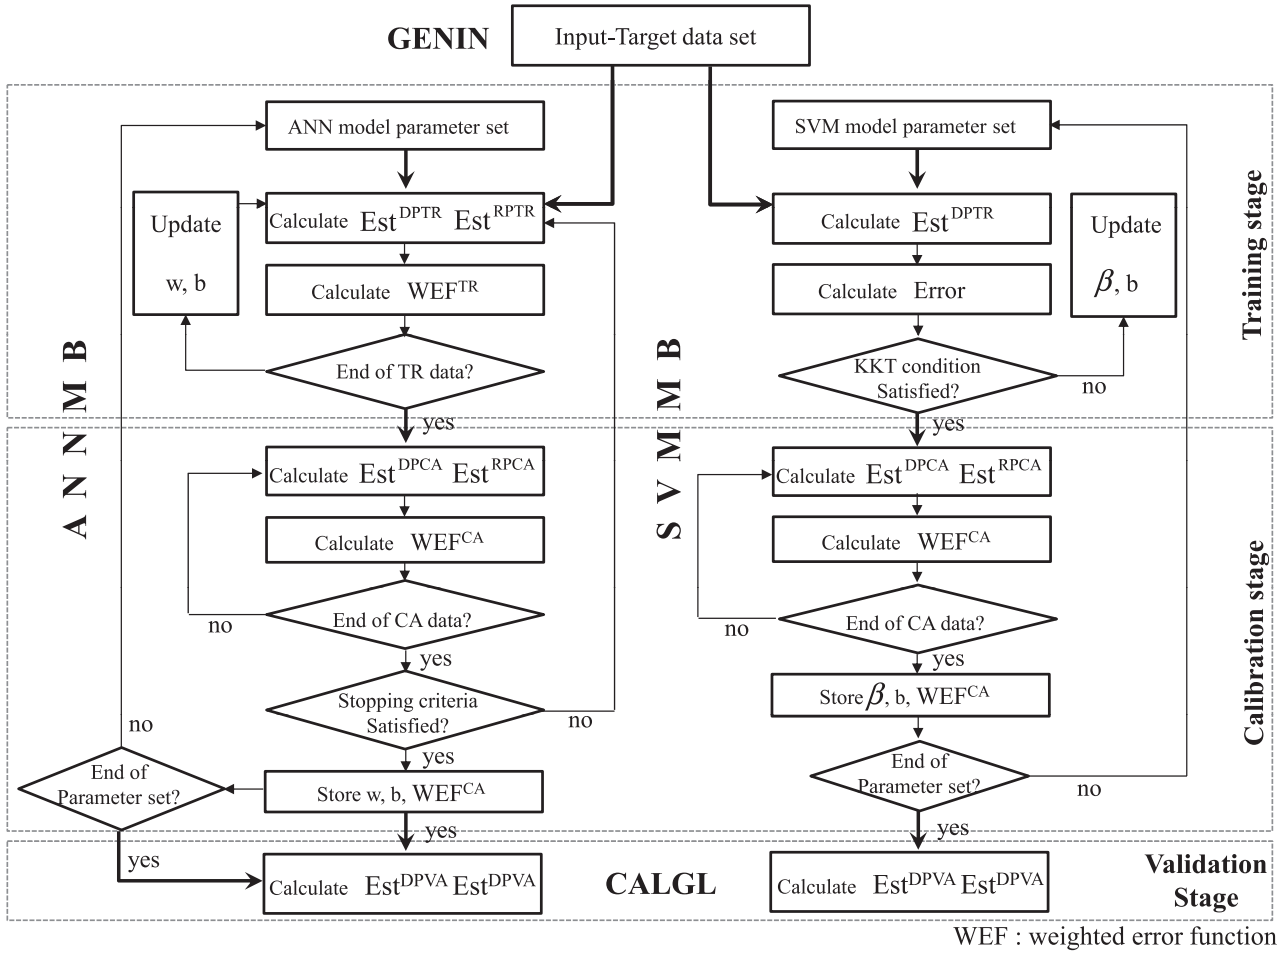 GENIN
Input-Target data set
ANN model parameter set
Update
w, b
Calculate Est^DPTR Est^RPTR
Calculate WEF^TR
End of TR data?
yes
A N N M B
Calculate Est^DPCA Est^RPCA
Calculate WEF^CA
End of CA data?
no
yes
Stopping criteria
Satisfied?
no
yes
Store w, b, WEF^CA
no
End of
Parameter set?
yes
yes
Calculate Est^DPVA Est^DPVA
SVM model parameter set
Calculate Est^DPTR
Calculate Error
KKT condition
Satisfied?
no
yes
Update
β, b
S V M M B
Calculate Est^DPCA Est^RPCA
Calculate WEF^CA
End of CA data?
no
yes
Store β, b, WEF^CA
End of
Parameter set?
no
yes
Calculate Est^DPVA Est^DPVA
CALGL
Training stage
Calibration stage
Validation
Stage
WEF : weighted error function